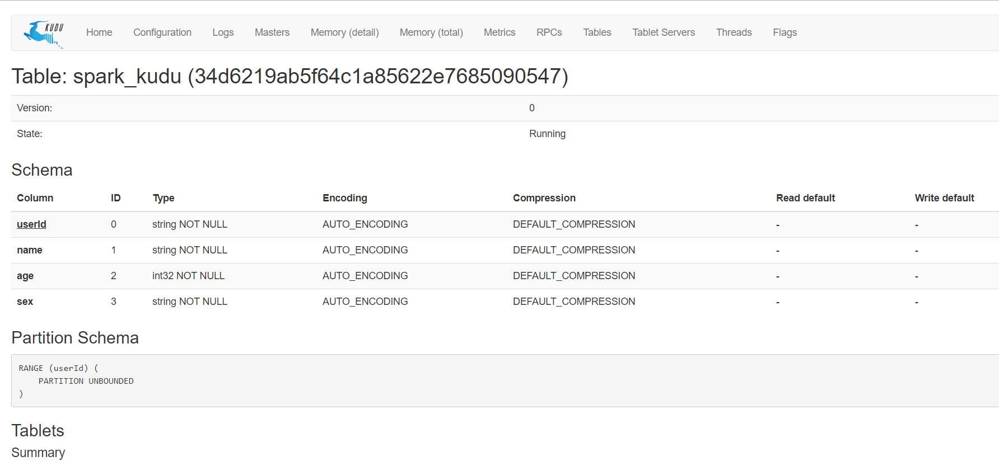 KUDU Home Configuration Logs Masters Memory (detail) Memory (total) Metrics RPCs Tables Tablet Servers Threads Flags
Table: spark_kudu (34d6219ab5f64c1a85622e7685090547)
Version: 0
State: Running
Schema
Column ID Type Encoding Compression Read default Write default
userId 0 string NOT NULL AUTO_ENCODING DEFAULT_COMPRESSION - -
name 1 string NOT NULL AUTO_ENCODING DEFAULT_COMPRESSION - -
age 2 int32 NOT NULL AUTO_ENCODING DEFAULT_COMPRESSION - -
sex 3 string NOT NULL AUTO_ENCODING DEFAULT_COMPRESSION - -
Partition Schema
RANGE (userId) (
    PARTITION UNBOUNDED
)
Tablets
Summary